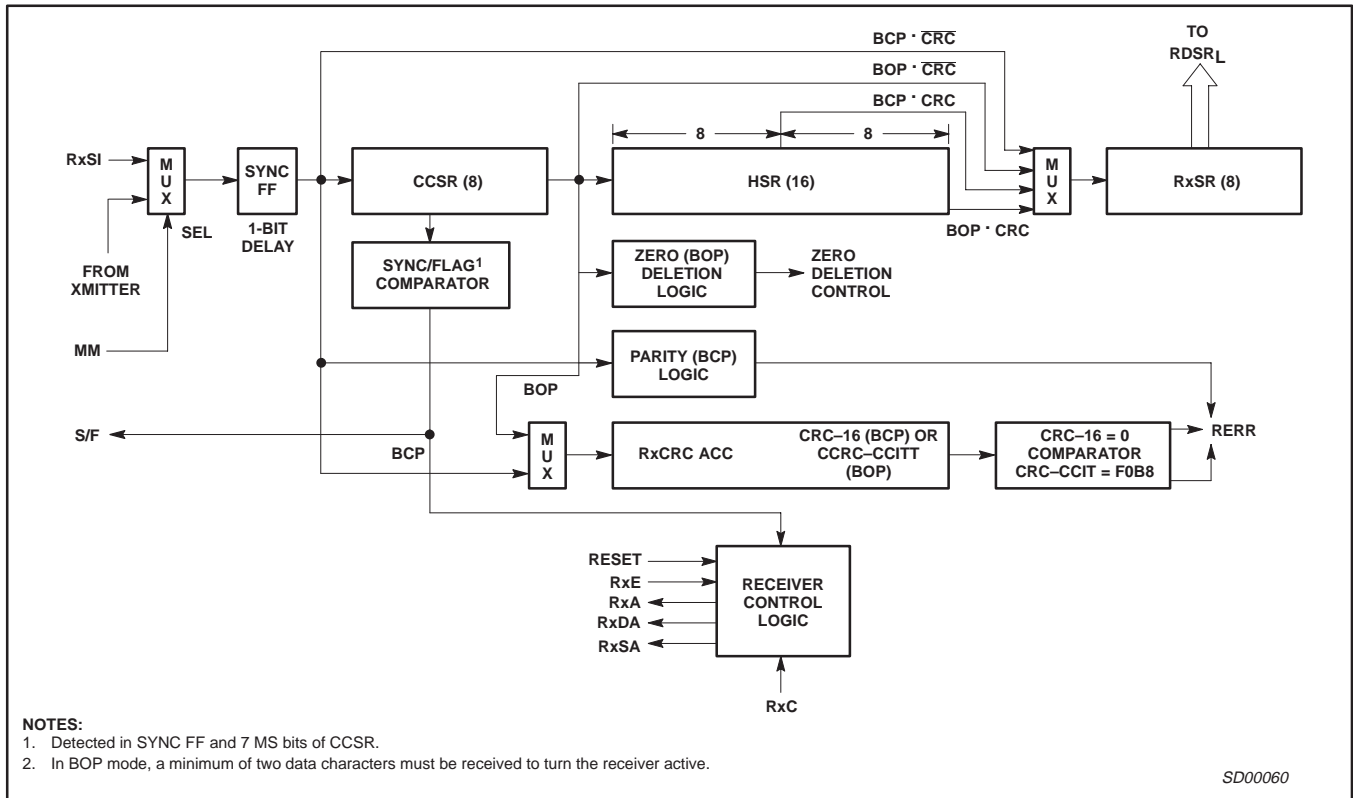 BCP · CRC
BOP · CRC
BCP · CRC
TO
RDSRL
8
8
RxSI
MUX
SYNC
FF
CCSR (8)
HSR (16)
MUX
RxSR (8)
SEL
1-BIT
DELAY
BOP · CRC
FROM
XMITTER
SYNC/FLAG1
COMPARATOR
ZERO (BOP)
DELETION
LOGIC
ZERO
DELETION
CONTROL
MM
PARITY (BCP)
LOGIC
BOP
S/F
BCP
MUX
RxCRC ACC
CRC–16 (BCP) OR
CCRC–CCITT
(BOP)
CRC–16 = 0
COMPARATOR
CRC–CCIT = F0B8
RERR
RESET
RxE
RxA
RxDA
RxSA
RECEIVER
CONTROL
LOGIC
RxC
NOTES:
1. Detected in SYNC FF and 7 MS bits of CCSR.
2. In BOP mode, a minimum of two data characters must be received to turn the receiver active.
SD00060